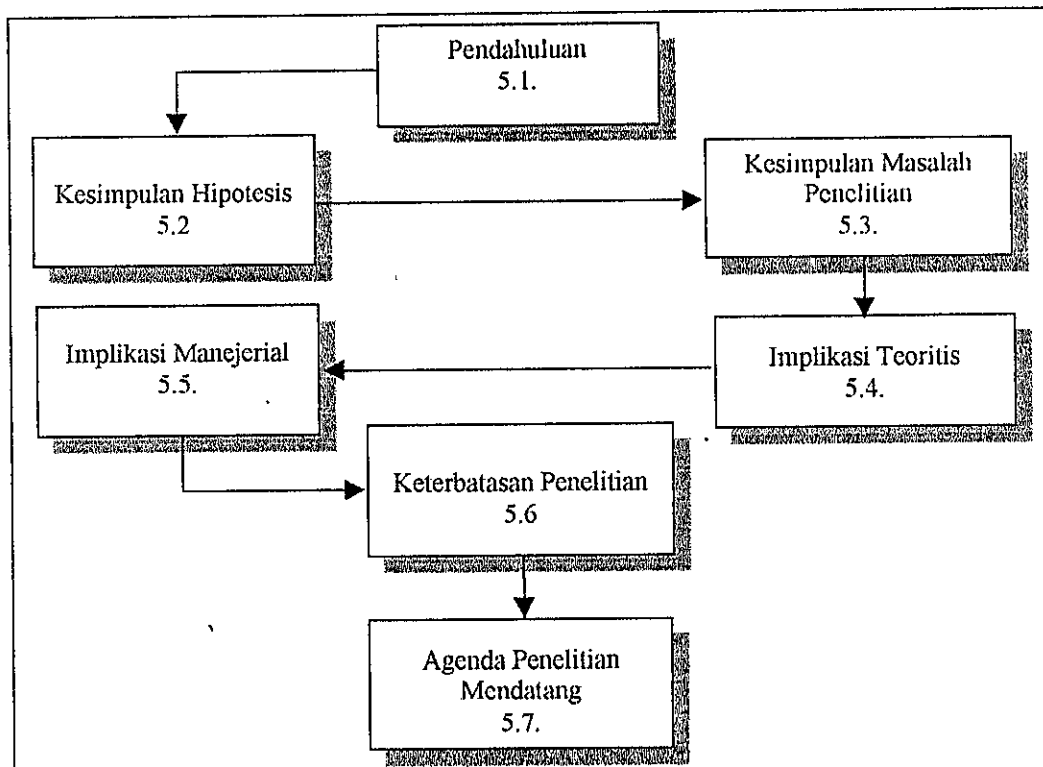 Pendahuluan
5.1.
Kesimpulan Hipotesis
5.2
Kesimpulan Masalah
Penelitian
5.3.
Implikasi Teoritis
5.4.
Implikasi Manejerial
5.5.
Keterbatasan Penelitian
5.6
Agenda Penelitian
Mendatang
5.7.